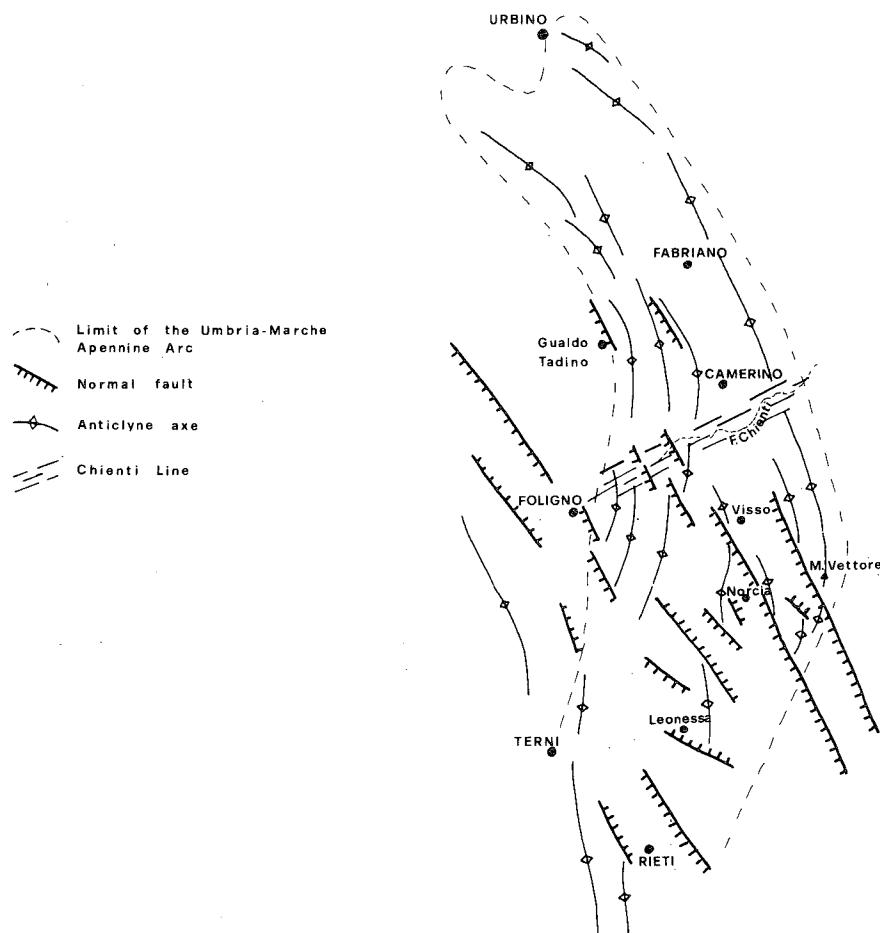 URBINO
FABRIANO
Limit of the Umbria-Marche
Apennine Arc
Gualdo
Tadino
Normal fault
CAMERINO
Anticlyne axe
F. Chienti
Chienti Line
FOLIGNO
Visso
M. Vettore
Norcia
Leonessa
TERNI
RIETI